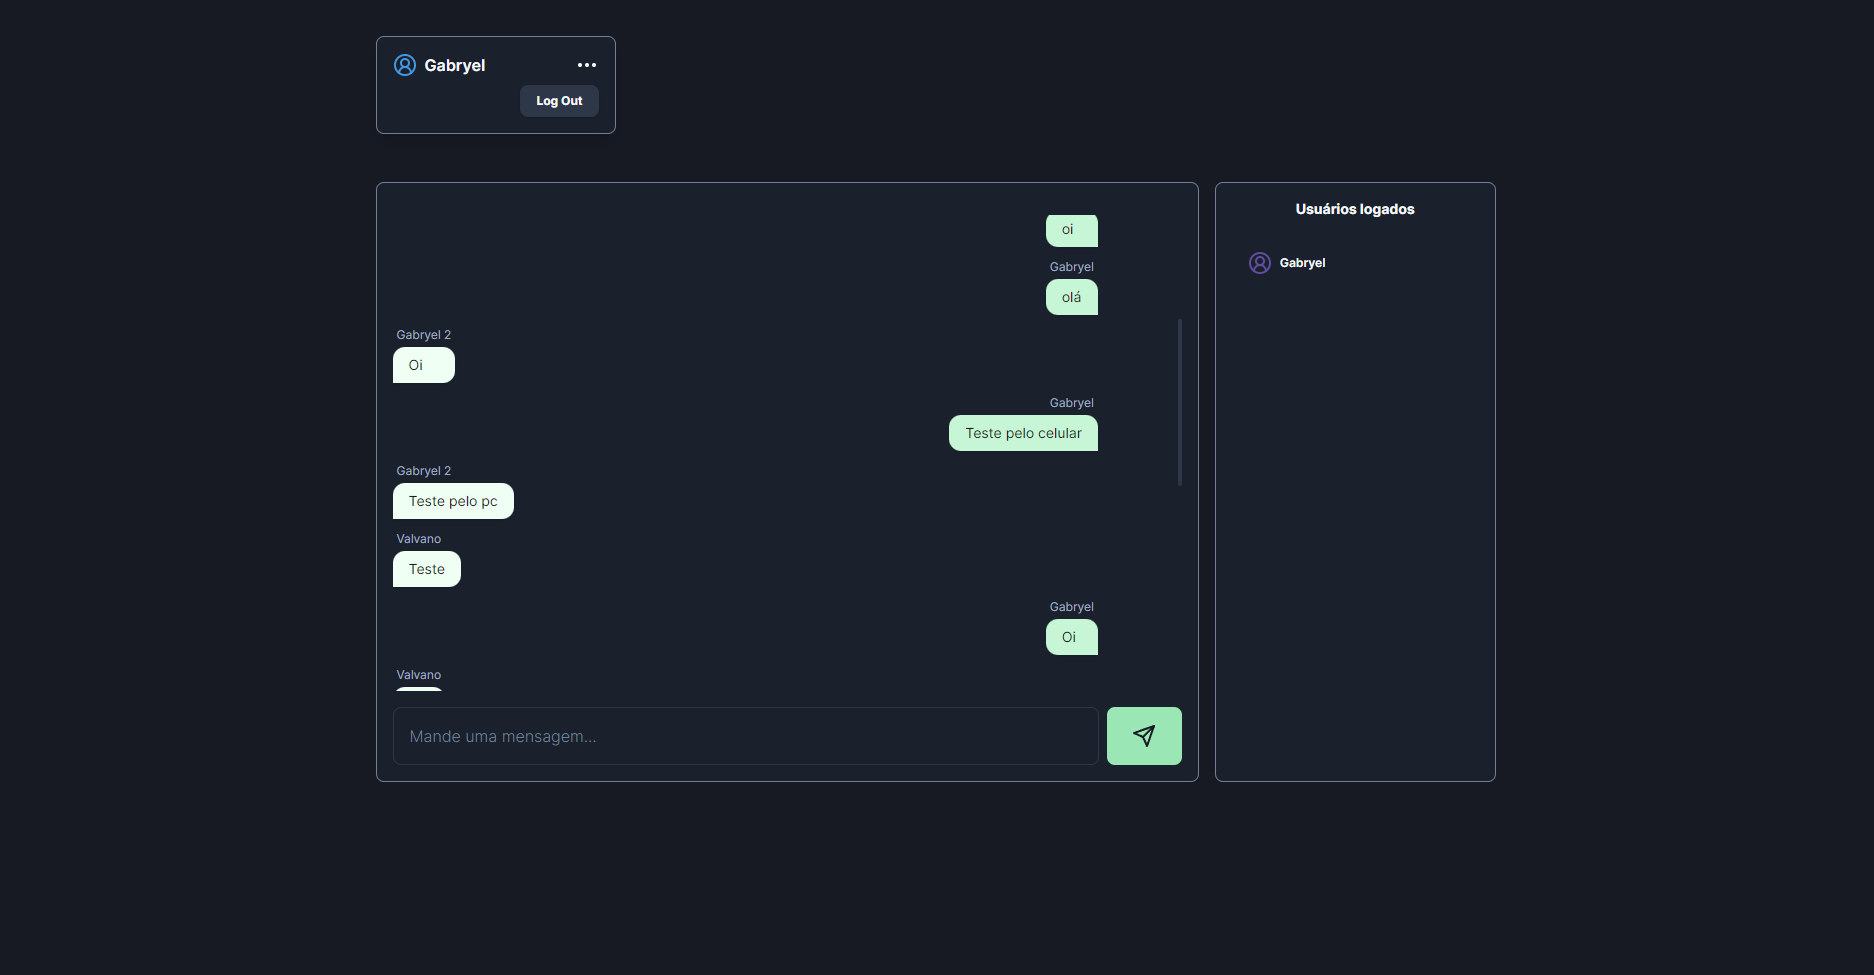 Gabryel
Log Out
oi
Gabryel
olá
Gabryel 2
Oi
Gabryel
Teste pelo celular
Gabryel 2
Teste pelo pc
Valvano
Teste
Gabryel
Oi
Valvano
Mande uma mensagem...
Usuários logados
Gabryel